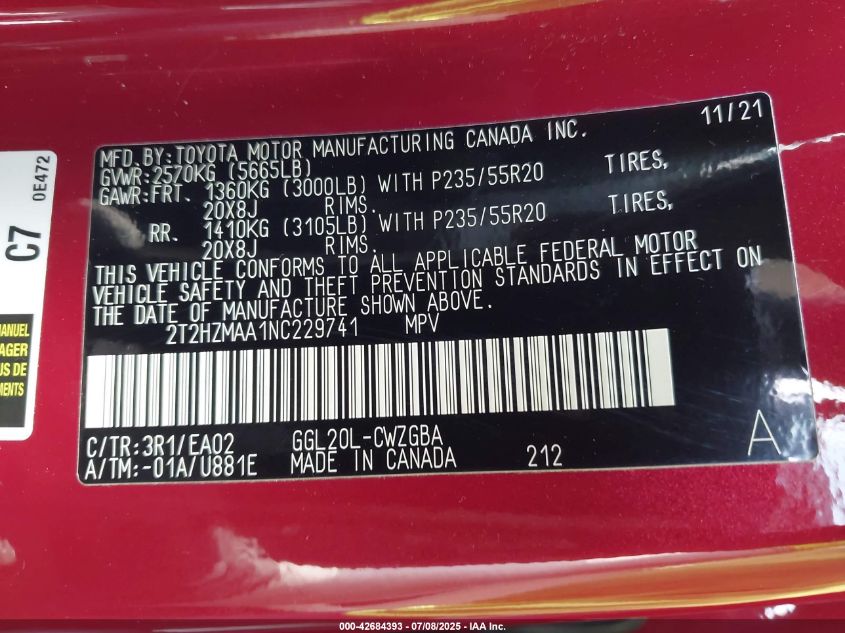 11/21
MFD.BY:TOYOTA MOTOR MANUFACTURING CANADA INC.
GVWR:2570KG (5665LB)
GAWR:FRT. 1360KG (3000LB) WITH P235/55R20 TIRES,
20X8J RIMS.
RR. 1410KG (3105LB) WITH P235/55R20 TIRES,
20X8J RIMS.
THIS VEHICLE CONFORMS TO ALL APPLICABLE FEDERAL MOTOR
VEHICLE SAFETY AND THEFT PREVENTION STANDARDS IN EFFECT ON
THE DATE OF MANUFACTURE SHOWN ABOVE.
2T2HZMAA1NC229741 MPV
C/TR:3R1/EA02 GGL20L-CWZGBA
A/TM:-01A/U881E MADE IN CANADA 212
A
C7
0E472
MANUEL
000-42684393 - 07/08/2025 - IAA Inc.